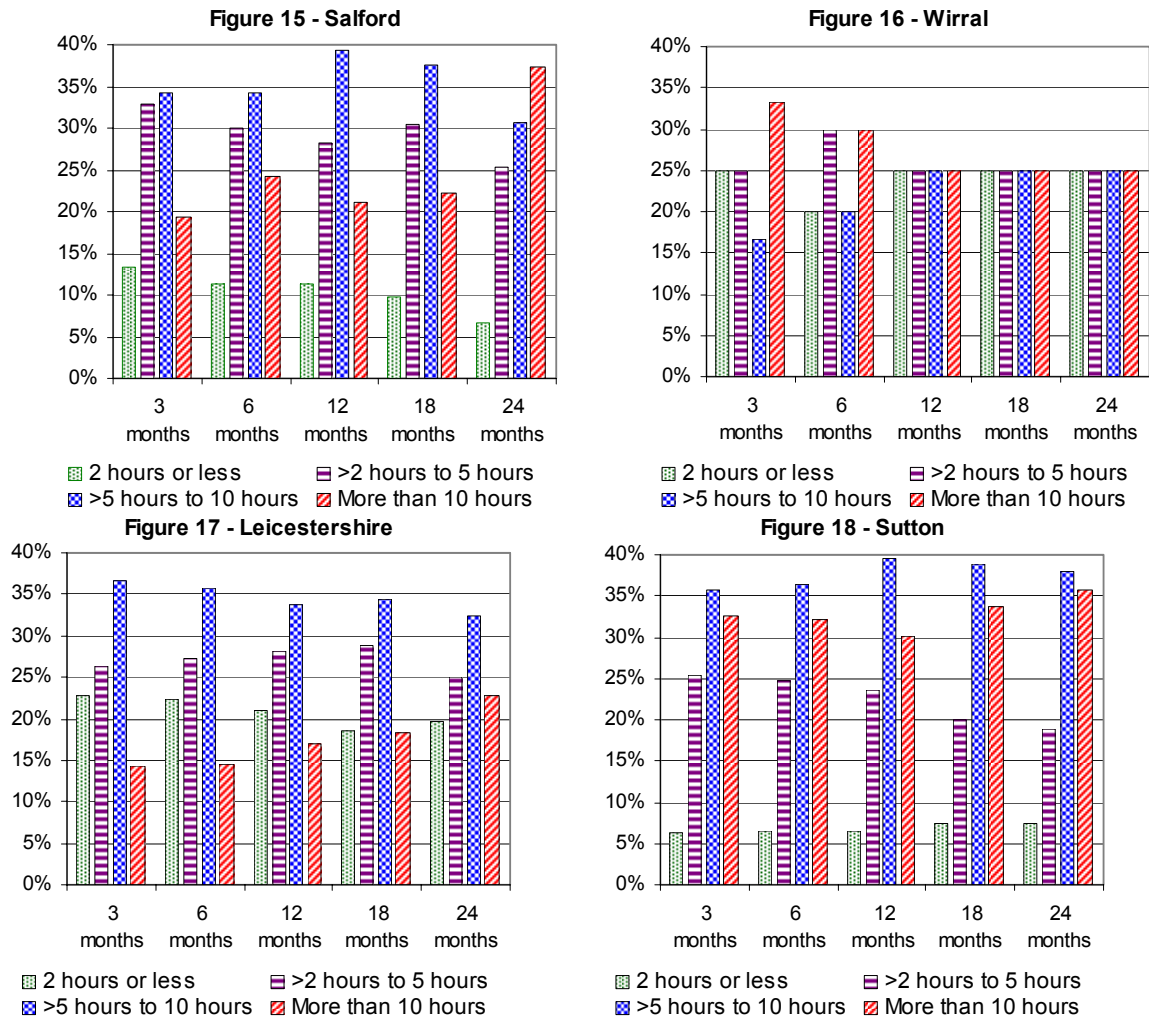 Figure 15 - Salford
40%
35%
30%
25%
20%
15%
10%
5%
0%
3 6 12 18 24
months months months months months
2 hours or less >2 hours to 5 hours
>5 hours to 10 hours More than 10 hours
Figure 16 - Wirral
40%
35%
30%
25%
20%
15%
10%
5%
0%
3 6 12 18 24
months months months months months
2 hours or less >2 hours to 5 hours
>5 hours to 10 hours More than 10 hours
Figure 17 - Leicestershire
40%
35%
30%
25%
20%
15%
10%
5%
0%
3 6 12 18 24
months months months months months
2 hours or less >2 hours to 5 hours
>5 hours to 10 hours More than 10 hours
Figure 18 - Sutton
40%
35%
30%
25%
20%
15%
10%
5%
0%
3 6 12 18 24
months months months months months
2 hours or less >2 hours to 5 hours
>5 hours to 10 hours More than 10 hours